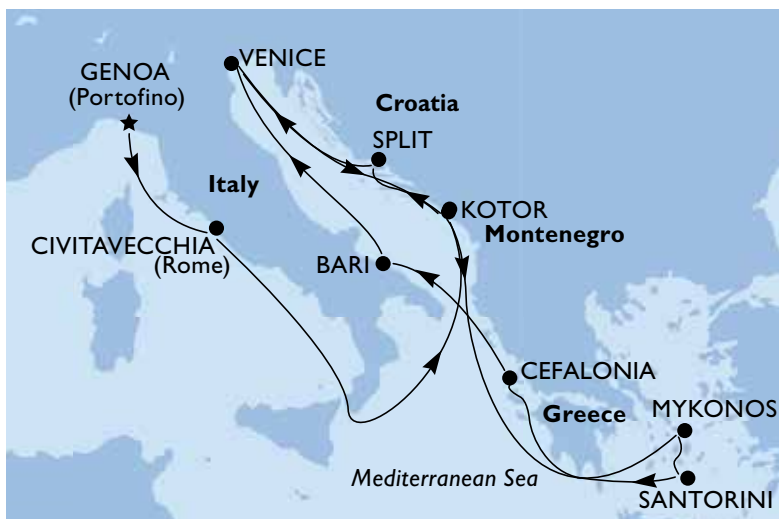 VENICE
GENOA
(Portofino)
Croatia
SPLIT
Italy
KOTOR
Montenegro
CIVITAVECCHIA
(Rome)
BARI
CEFALONIA
Greece
MYKONOS
Mediterranean Sea
SANTORINI